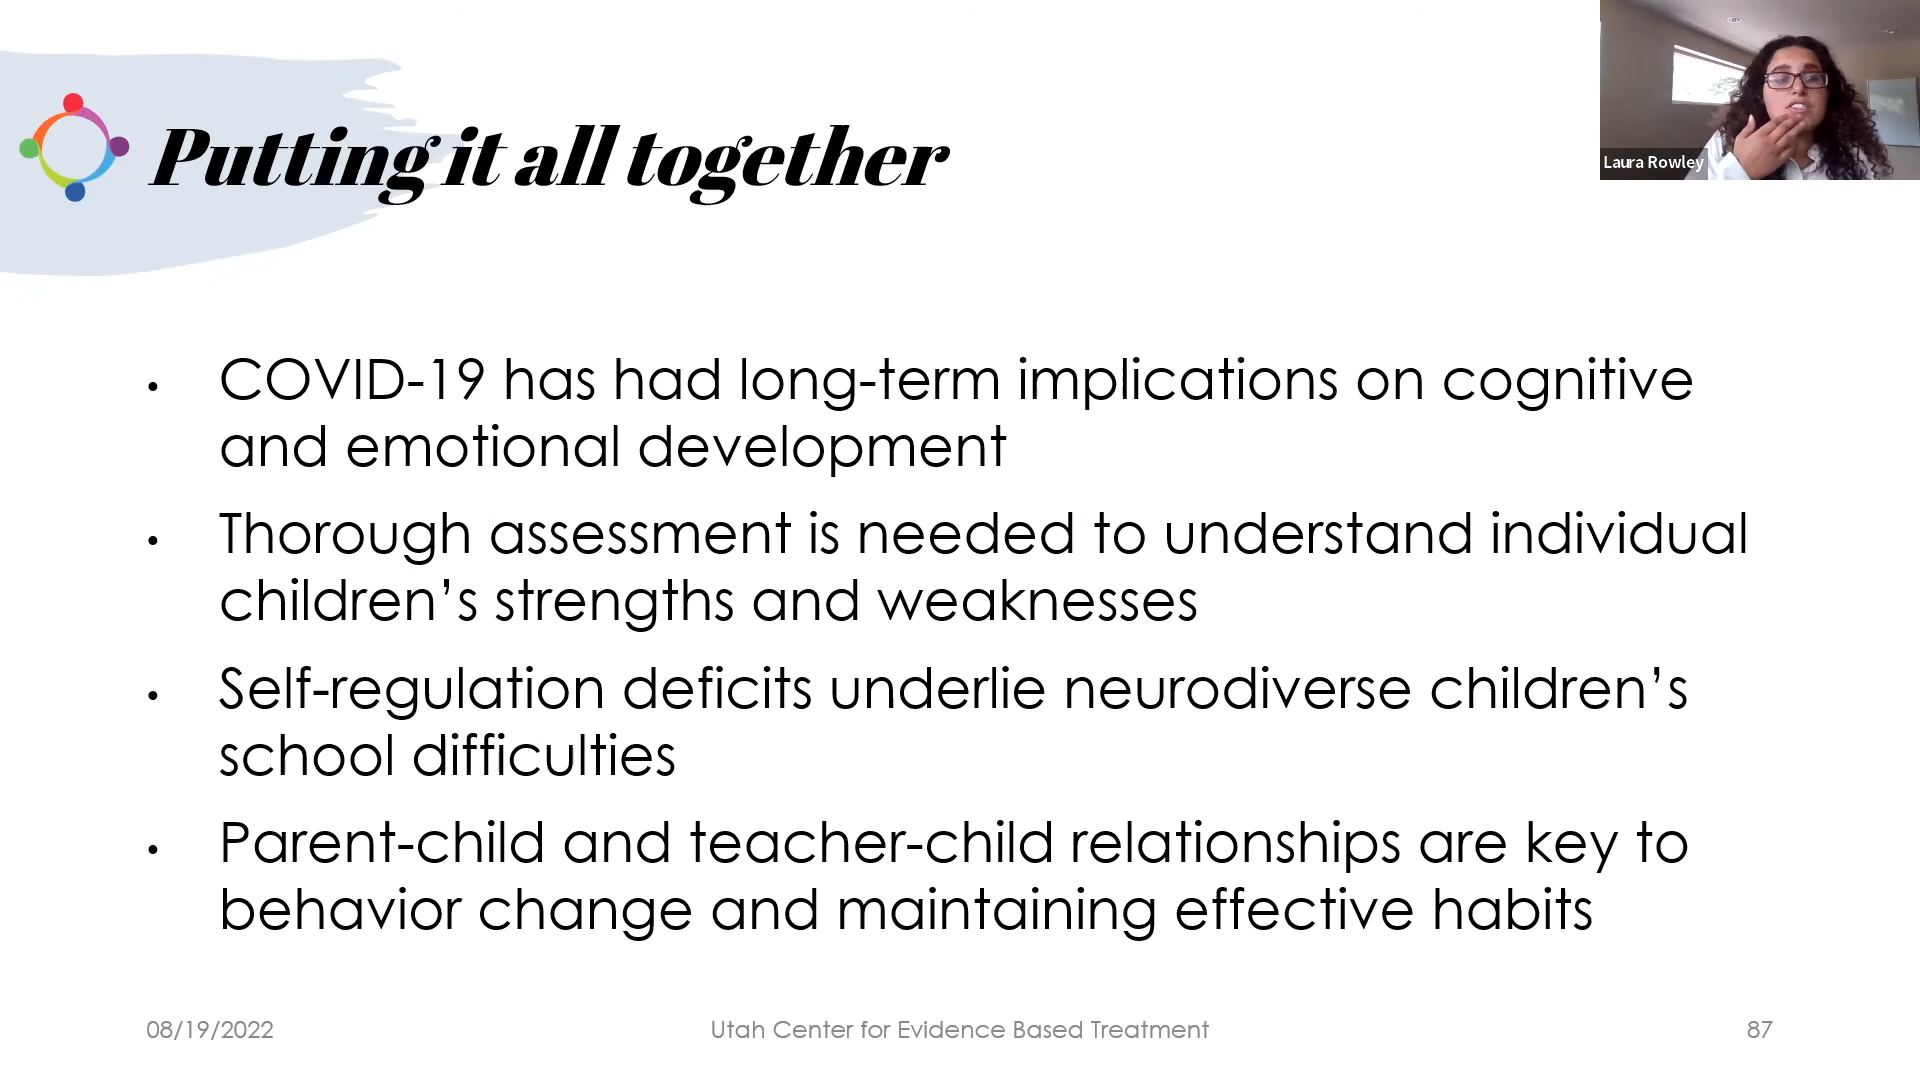 Putting it all together
Laura Rowley
• COVID-19 has had long-term implications on cognitive
and emotional development
• Thorough assessment is needed to understand individual
children’s strengths and weaknesses
• Self-regulation deficits underlie neurodiverse children’s
school difficulties
• Parent-child and teacher-child relationships are key to
behavior change and maintaining effective habits
08/19/2022
Utah Center for Evidence Based Treatment
87